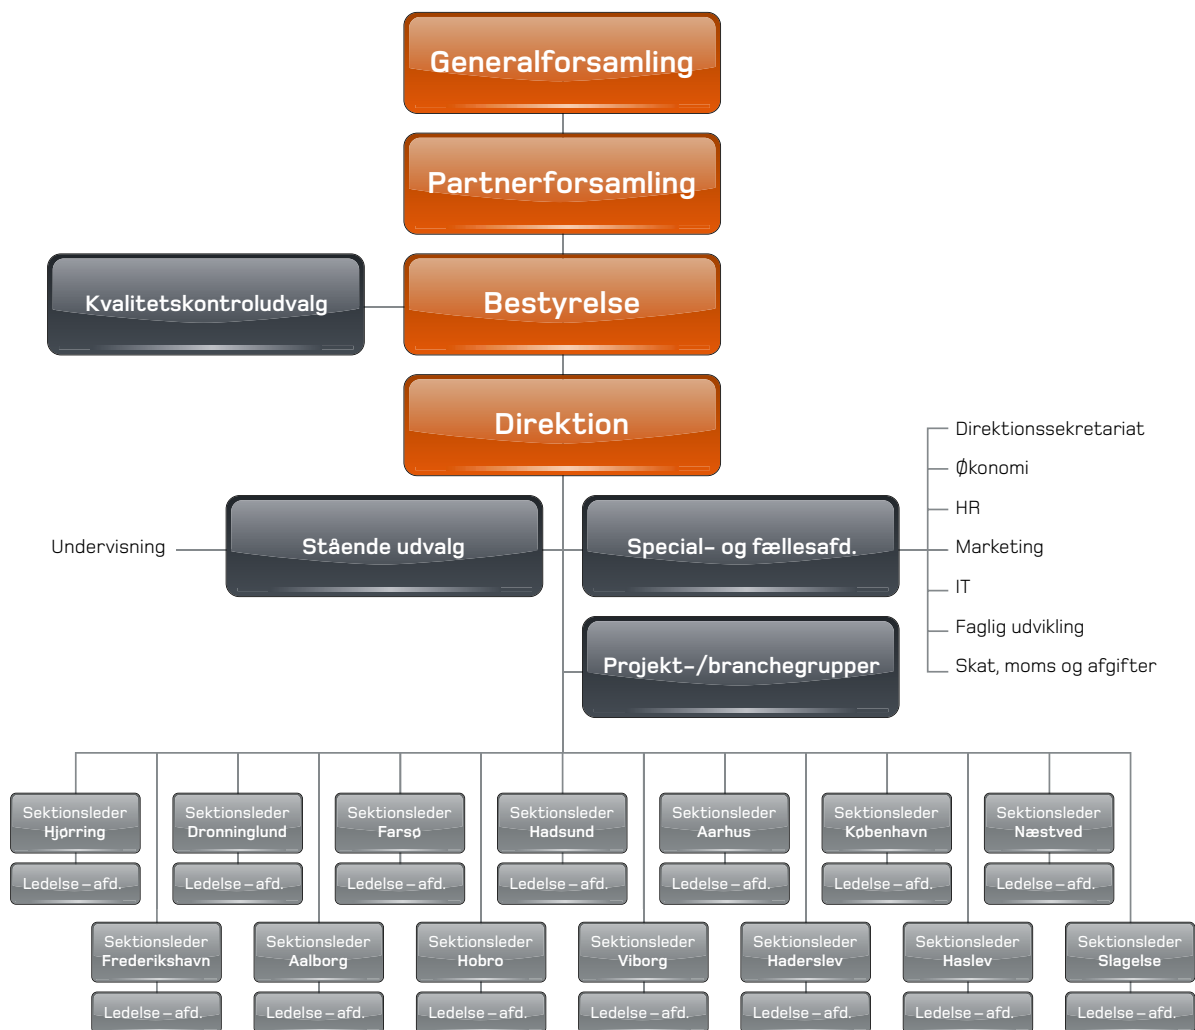 Generalforsamling
Partnerforsamling
Kvalitetskontroludvalg
Bestyrelse
Direktion
Direktionssekretariat
Økonomi
HR
Marketing
IT
Faglig udvikling
Skat, moms og afgifter
Undervisning
Stående udvalg
Special- og fællesafd.
Projekt-/branchegrupper
Sektionsleder
Hjørring
Sektionsleder
Dronninglund
Sektionsleder
Farsø
Sektionsleder
Hadsund
Sektionsleder
Aarhus
Sektionsleder
København
Sektionsleder
Næstved
Ledelse – afd.
Ledelse – afd.
Ledelse – afd.
Ledelse – afd.
Ledelse – afd.
Ledelse – afd.
Ledelse – afd.
Sektionsleder
Frederikshavn
Sektionsleder
Aalborg
Sektionsleder
Hobro
Sektionsleder
Viborg
Sektionsleder
Haderslev
Sektionsleder
Haslev
Sektionsleder
Slagelse
Ledelse – afd.
Ledelse – afd.
Ledelse – afd.
Ledelse – afd.
Ledelse – afd.
Ledelse – afd.
Ledelse – afd.